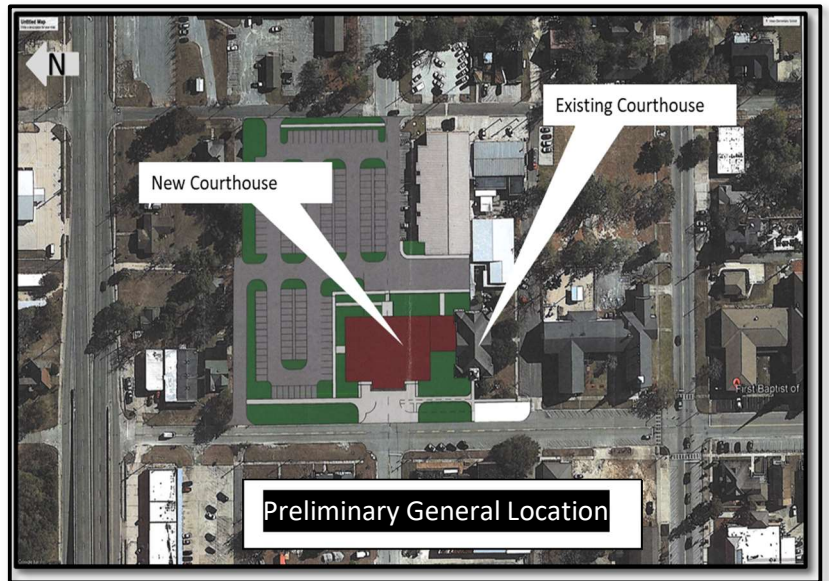 Untitled Map
N
Existing Courthouse
New Courthouse
First Baptist of
Preliminary General Location